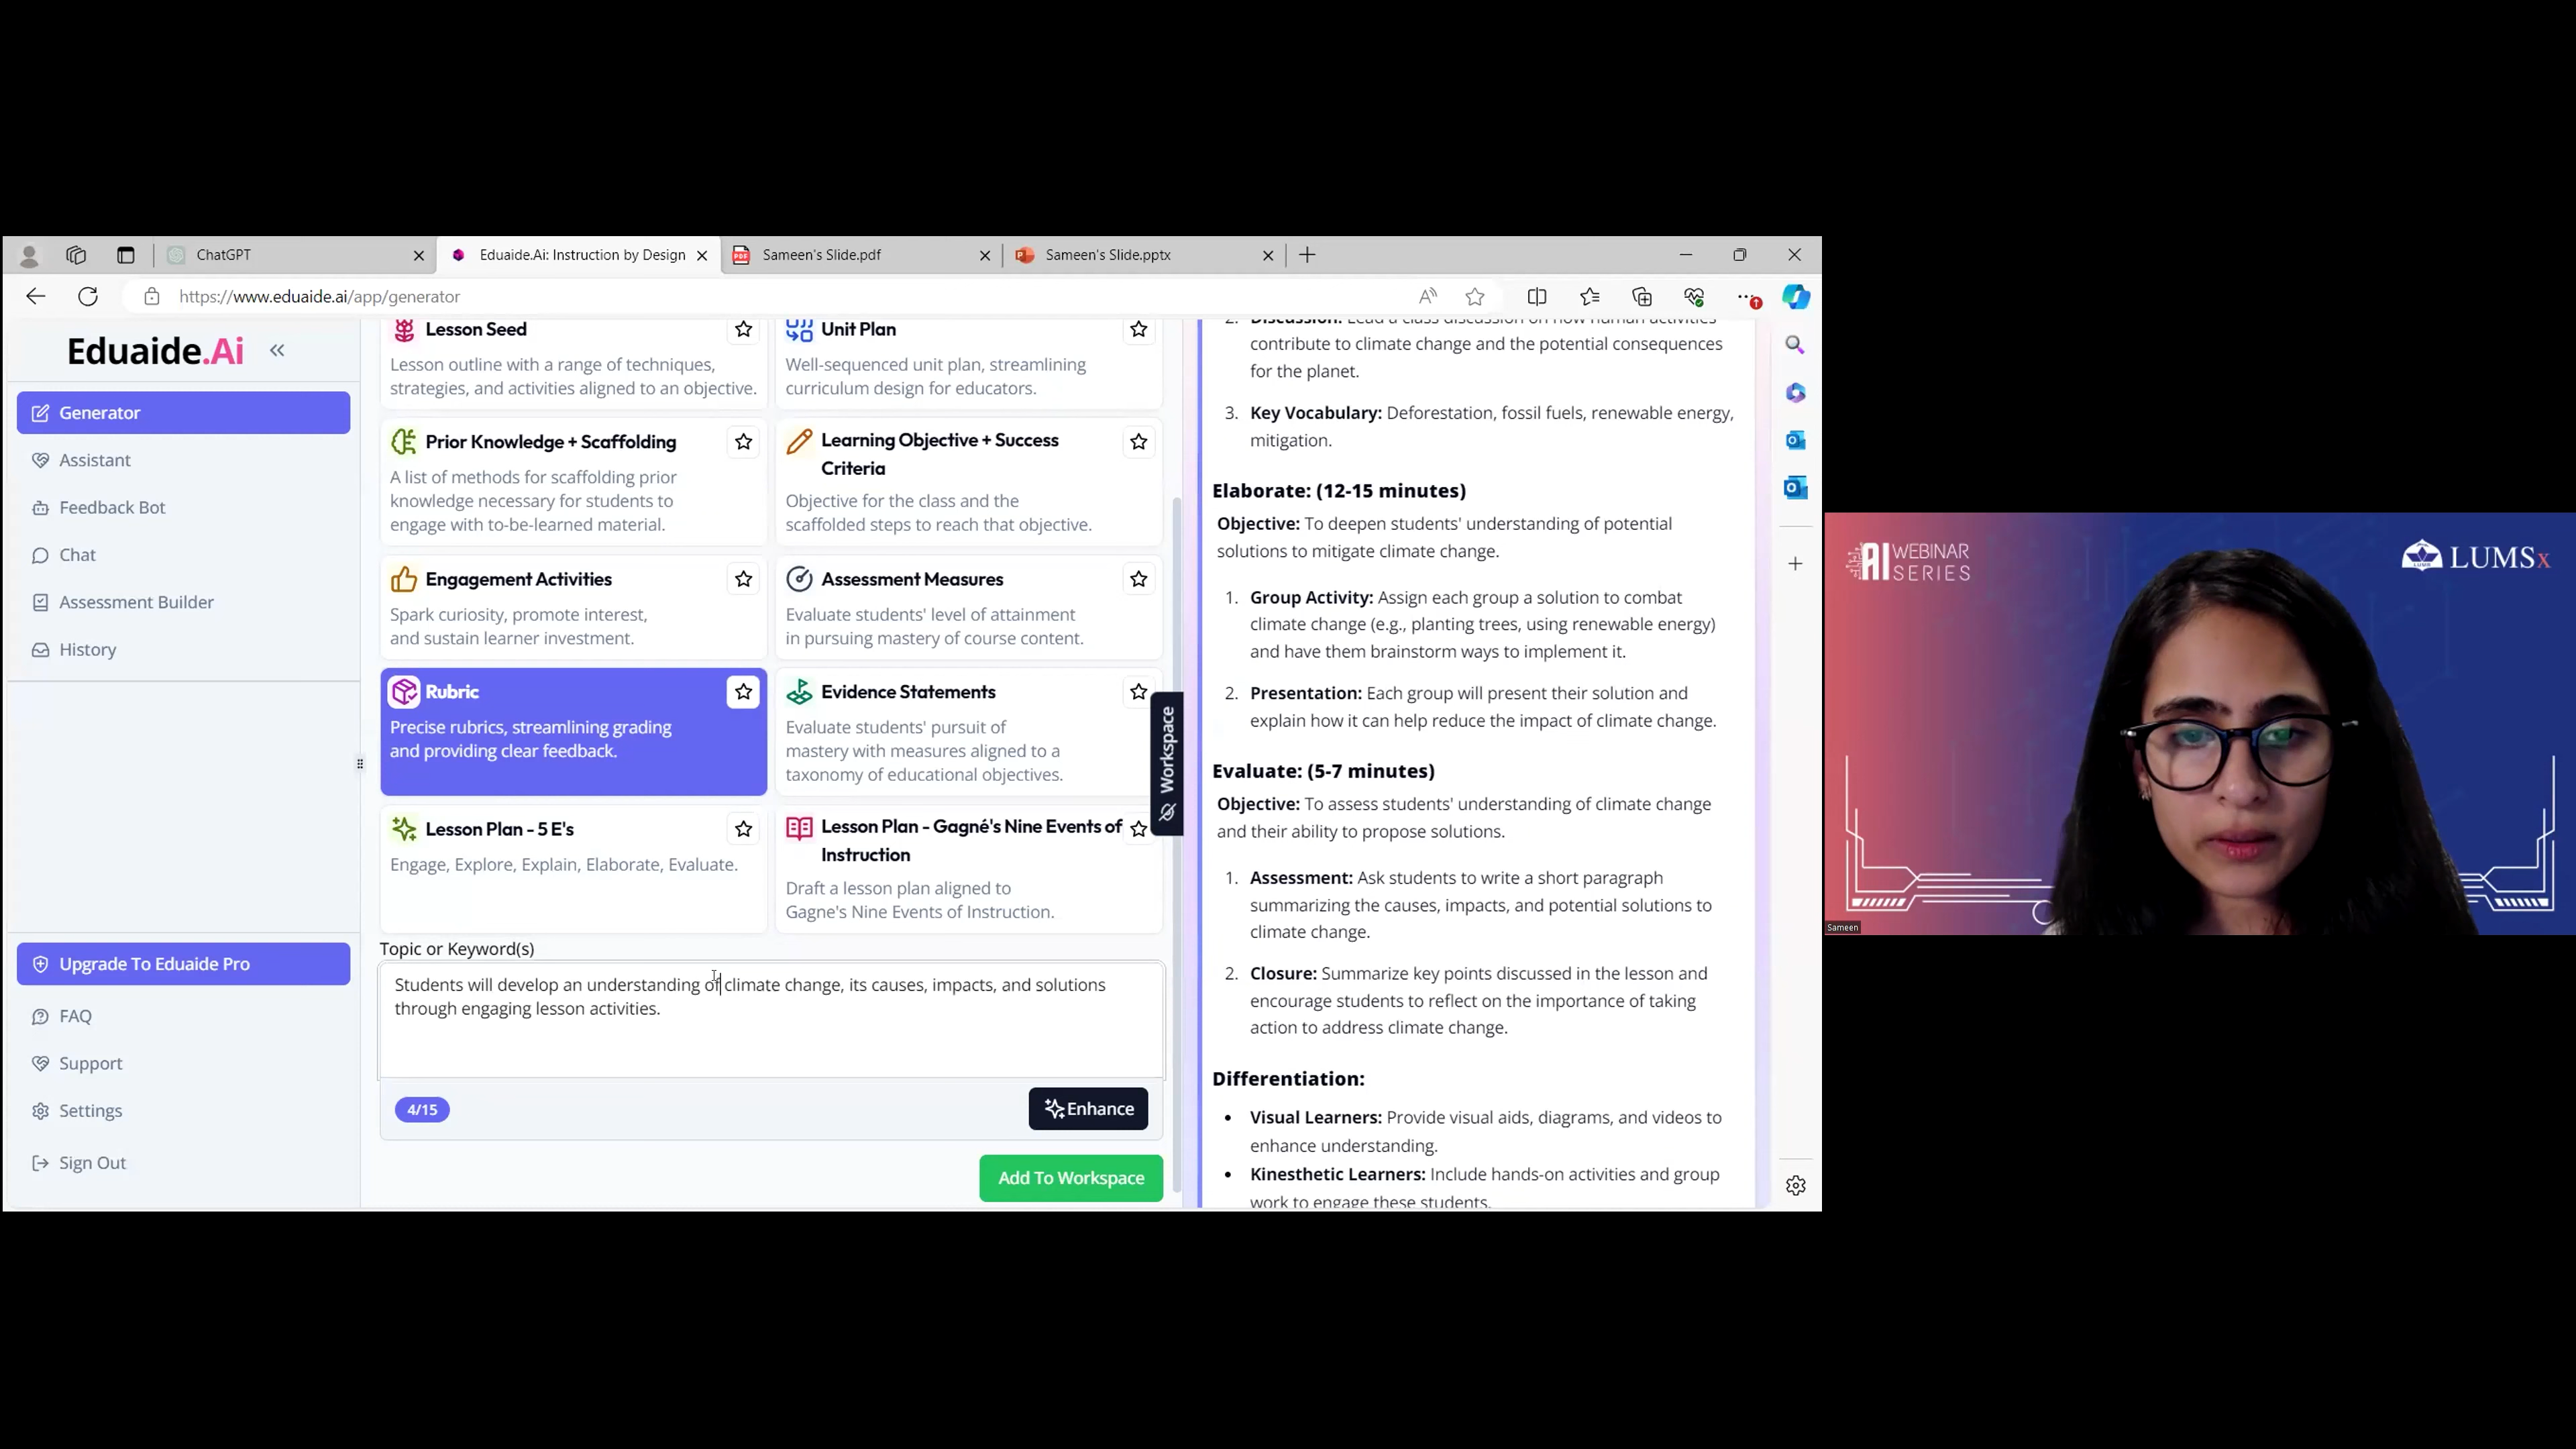 ChatGPT
Eduaide.Ai: Instruction by Design
Sameen's Slide.pdf
Sameen's Slide.pptx
https://www.eduaide.ai/app/generator
Eduaide.Ai
Generator
Assistant
Feedback Bot
Chat
Assessment Builder
History
Upgrade To Eduaide Pro
FAQ
Support
Settings
Sign Out
Lesson Seed
Lesson outline with a range of techniques,
strategies, and activities aligned to an objective.
Unit Plan
Well-sequenced unit plan, streamlining
curriculum design for educators.
Prior Knowledge + Scaffolding
A list of methods for scaffolding prior
knowledge necessary for students to
engage with to-be-learned material.
Learning Objective + Success
Criteria
Objective for the class and the
scaffolded steps to reach that objective.
Engagement Activities
Spark curiosity, promote interest,
and sustain learner investment.
Assessment Measures
Evaluate students' level of attainment
in pursuing mastery of course content.
Rubric
Precise rubrics, streamlining grading
and providing clear feedback.
Evidence Statements
Evaluate students' pursuit of
mastery with measures aligned to a
taxonomy of educational objectives.
Lesson Plan - 5 E's
Engage, Explore, Explain, Elaborate, Evaluate.
Lesson Plan - Gagné's Nine Events of
Instruction
Draft a lesson plan aligned to
Gagne's Nine Events of Instruction.
Topic or Keyword(s)
Students will develop an understanding of climate change, its causes, impacts, and solutions
through engaging lesson activities.
4/15
Enhance
Add To Workspace
Workspace
2. Discussion: Lead a class discussion on how human activities
contribute to climate change and the potential consequences
for the planet.
3. Key Vocabulary: Deforestation, fossil fuels, renewable energy,
mitigation.
Elaborate: (12-15 minutes)
Objective: To deepen students' understanding of potential
solutions to mitigate climate change.
1. Group Activity: Assign each group a solution to combat
climate change (e.g., planting trees, using renewable energy)
and have them brainstorm ways to implement it.
2. Presentation: Each group will present their solution and
explain how it can help reduce the impact of climate change.
Evaluate: (5-7 minutes)
Objective: To assess students' understanding of climate change
and their ability to propose solutions.
1. Assessment: Ask students to write a short paragraph
summarizing the causes, impacts, and potential solutions to
climate change.
2. Closure: Summarize key points discussed in the lesson and
encourage students to reflect on the importance of taking
action to address climate change.
Differentiation:
• Visual Learners: Provide visual aids, diagrams, and videos to
enhance understanding.
• Kinesthetic Learners: Include hands-on activities and group
work to engage these students.
AI WEBINAR
SERIES
LUMSx
Sameen